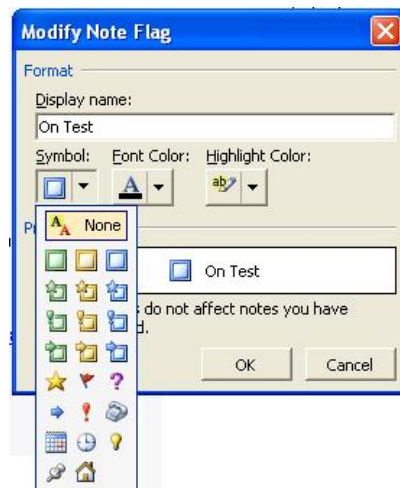 Modify Note Flag
Format
Display name:
On Test
Symbol: Font Color: Highlight Color:
A ab
None
On Test
do not affect notes you have
OK Cancel